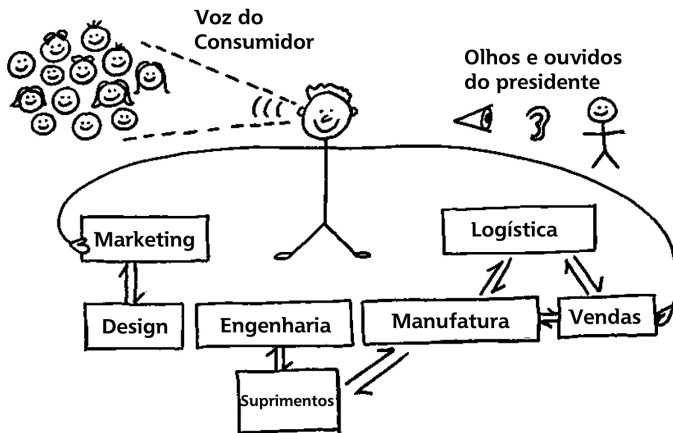 Voz do
Consumidor
Olhos e ouvidos
do presidente
Marketing
Logística
Design
Engenharia
Manufatura
Vendas
Suprimentos